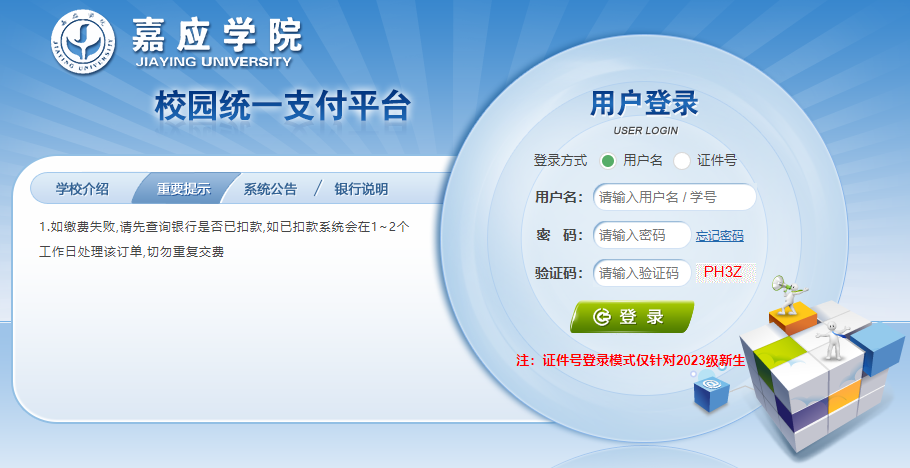 嘉应学院
JIAYING UNIVERSITY
校园统一支付平台
学校介绍 重要提示 系统公告 / 银行说明
1.如缴费失败,请先查询银行是否已扣款,如已扣款系统会在1~2个
工作日处理该订单,切勿重复交费
用户登录
USER LOGIN
登录方式 用户名 证件号
用户名： 请输入用户名 / 学号
密 码： 请输入密码 忘记密码
验证码： 请输入验证码 PH3Z
登 录
注：证件号登录模式仅针对2023级新生